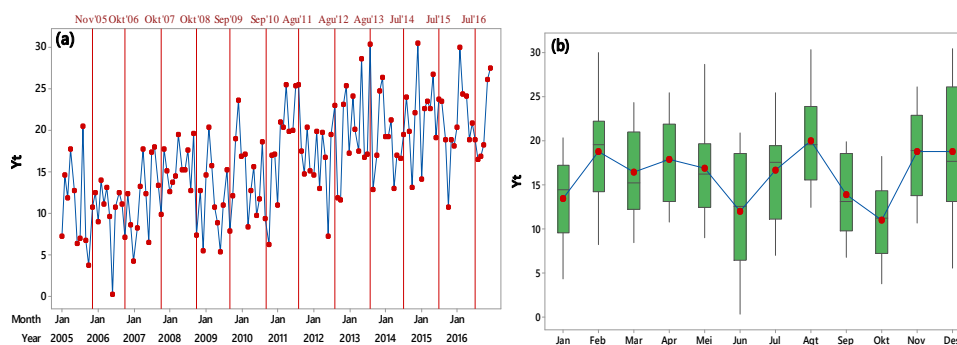 Nov'05 Okt'06 Okt'07 Okt'08 Sep'09 Sep'10 Agu'11 Agu'12 Agu'13 Jul'14 Jul'15 Jul'16
(a)
30
25
20
15
10
5
0
Yt
Month Jan Jan Jan Jan Jan Jan Jan Jan Jan Jan Jan Jan
Year 2005 2006 2007 2008 2009 2010 2011 2012 2013 2014 2015 2016
(b)
30
25
20
15
10
5
0
Yt
Jan Feb Mar Apr Mei Jun Jul Agt Sep Okt Nov Des